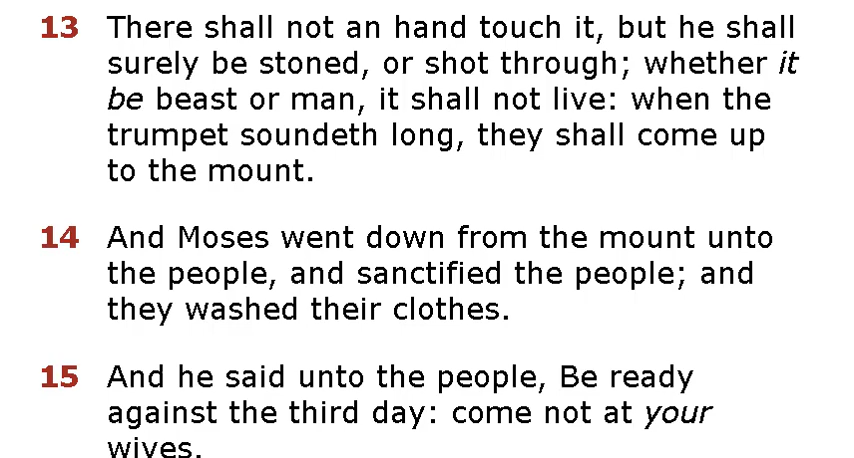 13 There shall not an hand touch it, but he shall
surely be stoned, or shot through; whether it
be beast or man, it shall not live: when the
trumpet soundeth long, they shall come up
to the mount.
14 And Moses went down from the mount unto
the people, and sanctified the people; and
they washed their clothes.
15 And he said unto the people, Be ready
against the third day: come not at your
wives.